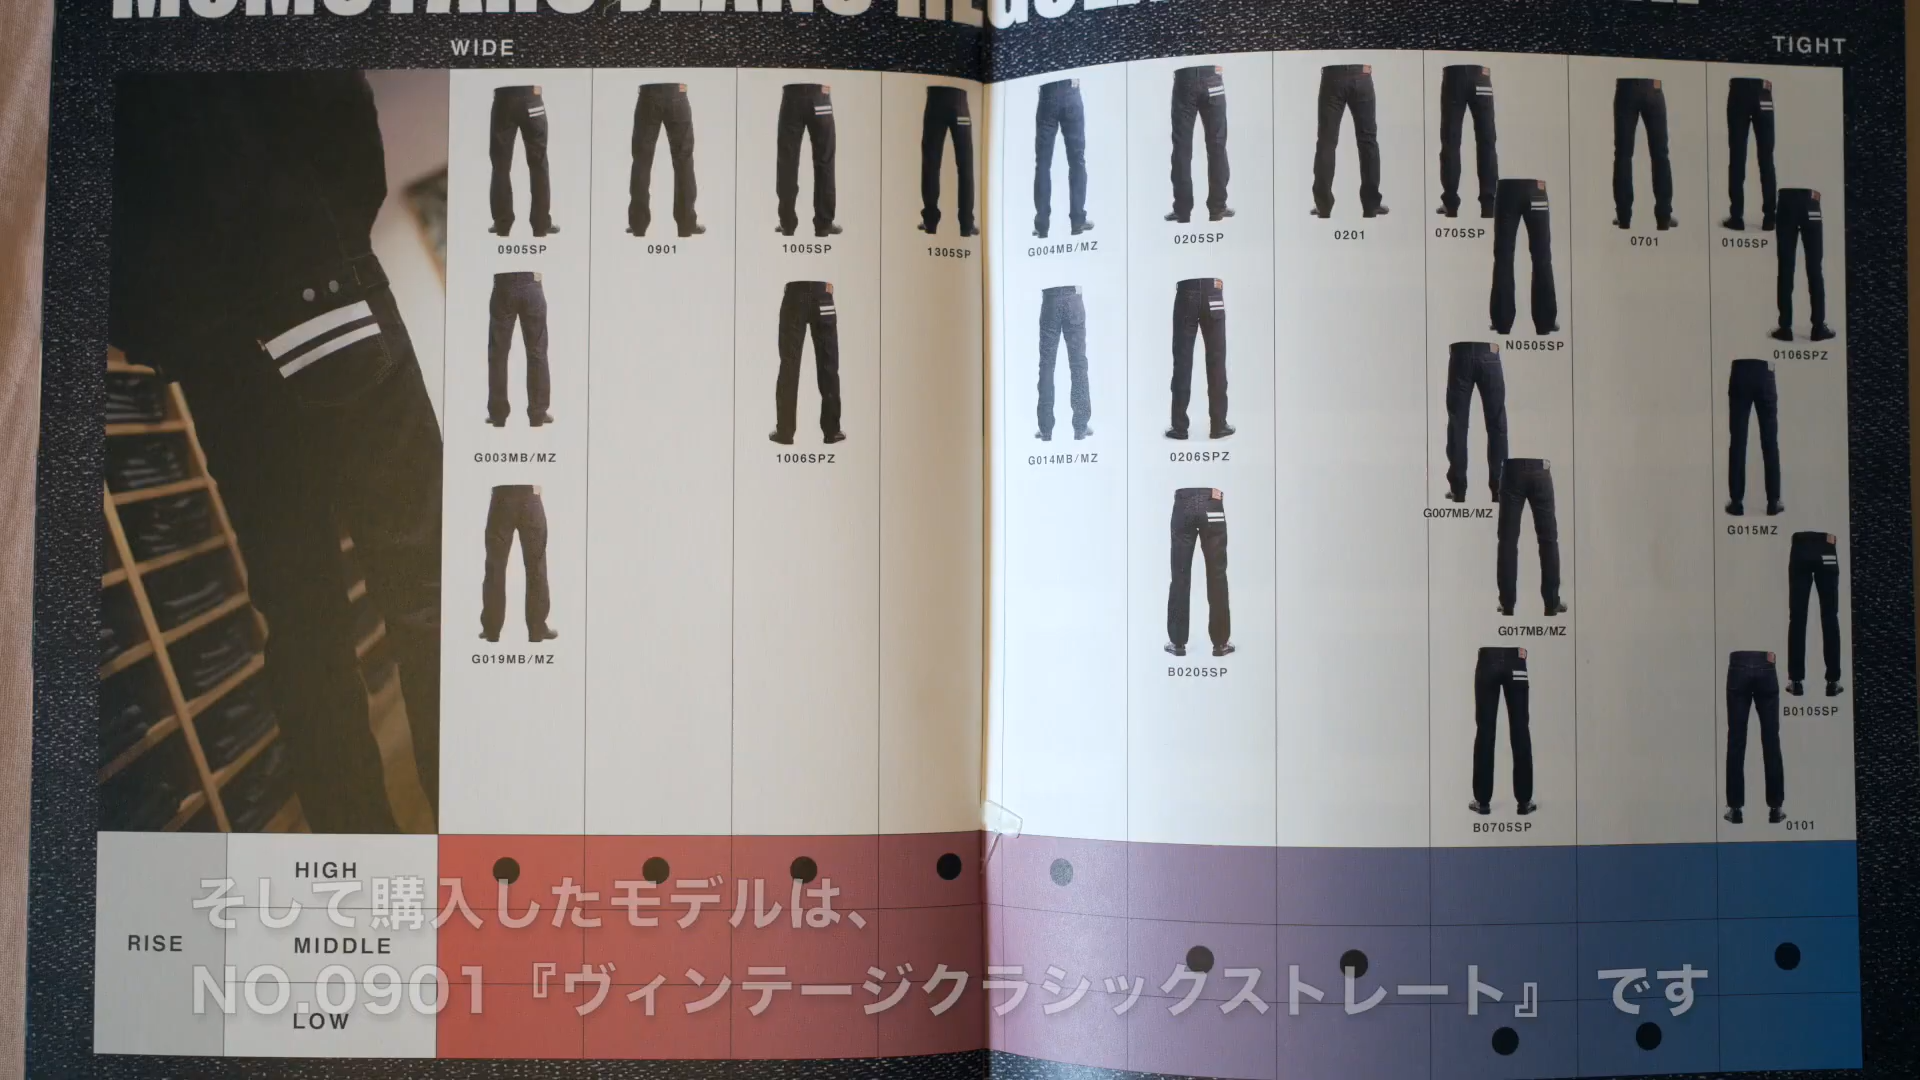 MOMOTARO JEANS
WIDE
TIGHT
0905SP
0901
1005SP
1305SP
G004MB/MZ
0205SP
0201
0705SP
0701
0105SP
N0505SP
0106SPZ
G003MB/MZ
1006SPZ
G014MB/MZ
0206SPZ
G007MB/MZ
G015MZ
G019MB/MZ
B0205SP
G017MB/MZ
B0105SP
B0705SP
0101
RISE
HIGH
MIDDLE
LOW
そして購入したモデルは、
NO.0901『ヴィンテージクラシックストレート』 です